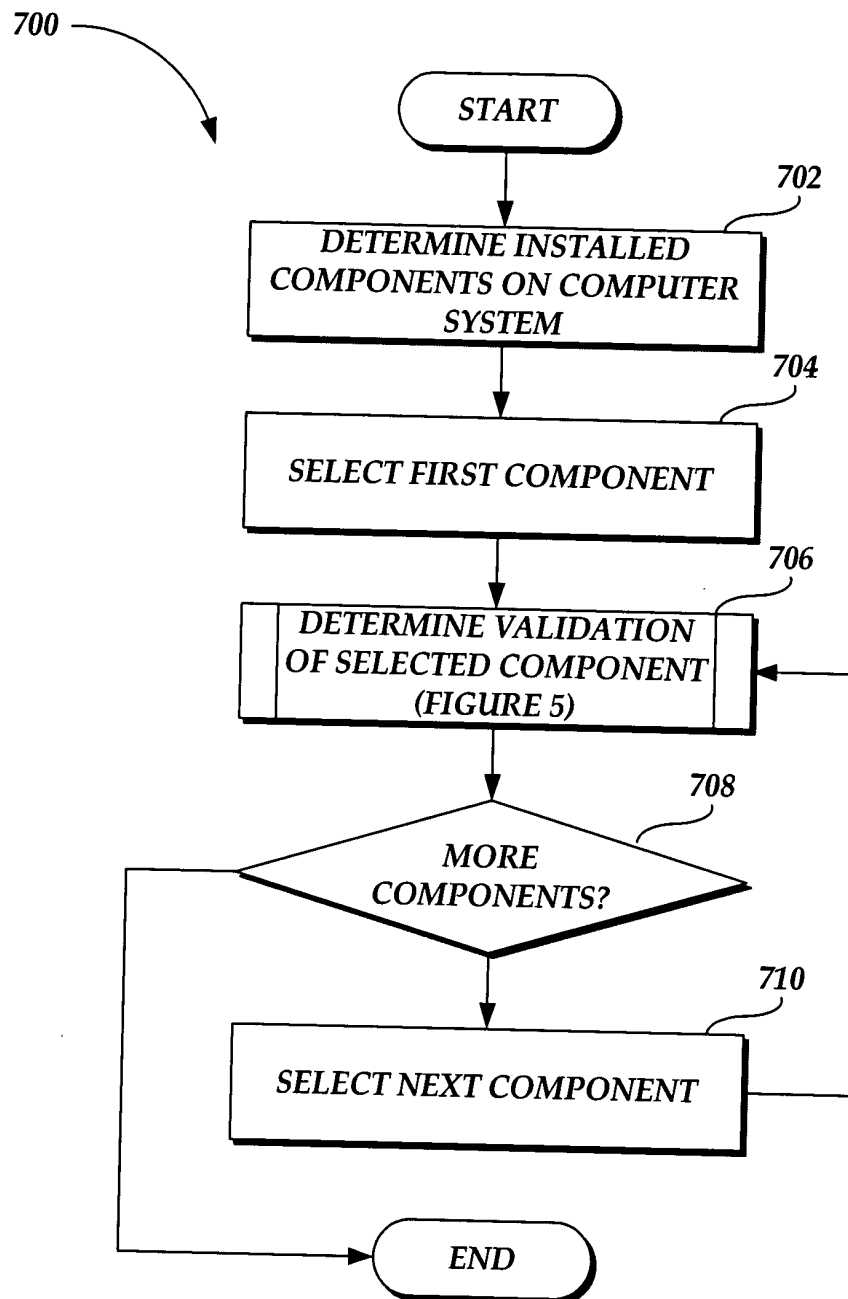 700
START
702
DETERMINE INSTALLED
COMPONENTS ON COMPUTER
SYSTEM
704
SELECT FIRST COMPONENT
706
DETERMINE VALIDATION
OF SELECTED COMPONENT
(FIGURE 5)
708
MORE
COMPONENTS?
710
SELECT NEXT COMPONENT
END